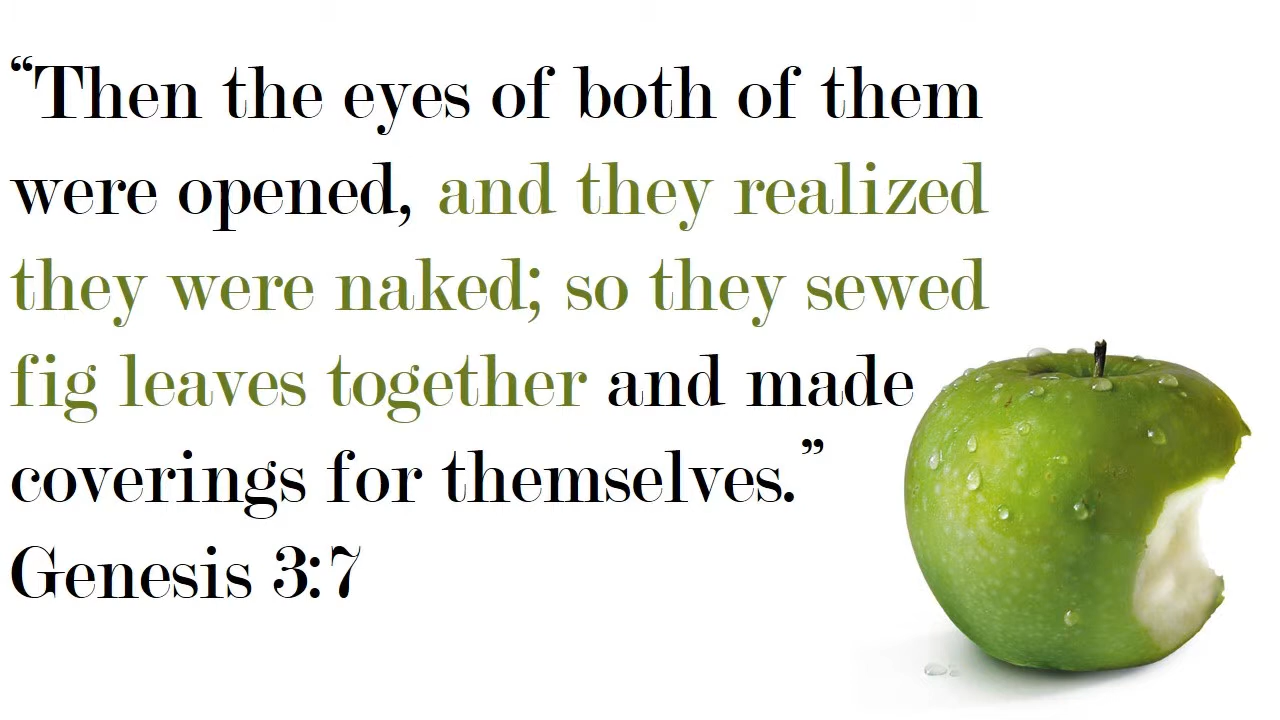 “Then the eyes of both of them
were opened, and they realized
they were naked; so they sewed
fig leaves together and made
coverings for themselves.”
Genesis 3:7